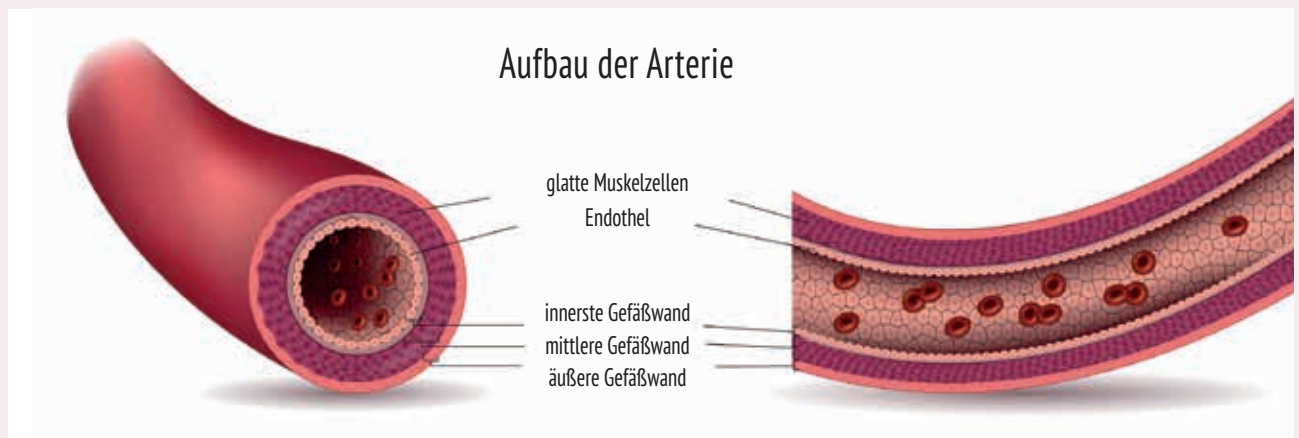 Aufbau der Arterie
glatte Muskelzellen
Endothel
innerste Gefäßwand
mittlere Gefäßwand
äußere Gefäßwand